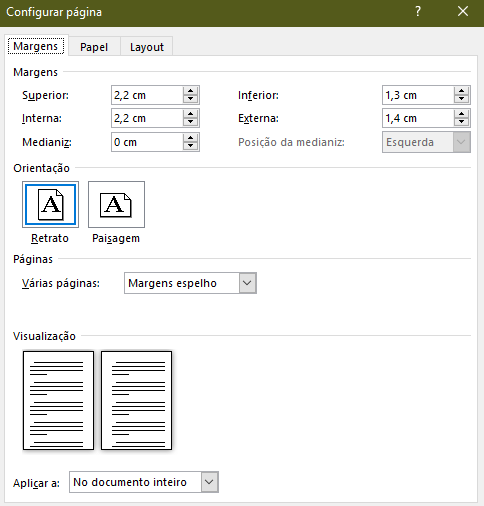 Configurar página ? ×
Margens Papel Layout
Margens
Superior: 2,2 cm Inferior: 1,3 cm
Interna: 2,2 cm Externa: 1,4 cm
Medianiz: 0 cm Posição da medianiz: Esquerda
Orientação
A A
Retrato Paisagem
Páginas
Várias páginas: Margens espelho
Visualização
Aplicar a: No documento inteiro